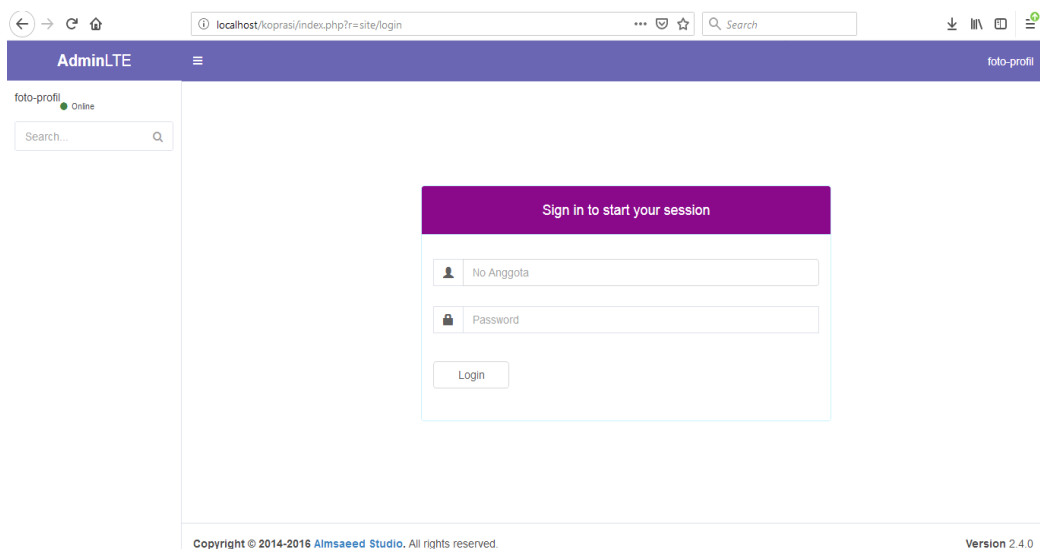 localhost/koprasi/index.php?r=site/login
Search
AdminLTE
foto-profil
foto-profil
Online
Search...
Sign in to start your session
No Anggota
Password
Login
Copyright © 2014-2016 Almsaeed Studio. All rights reserved.
Version 2.4.0